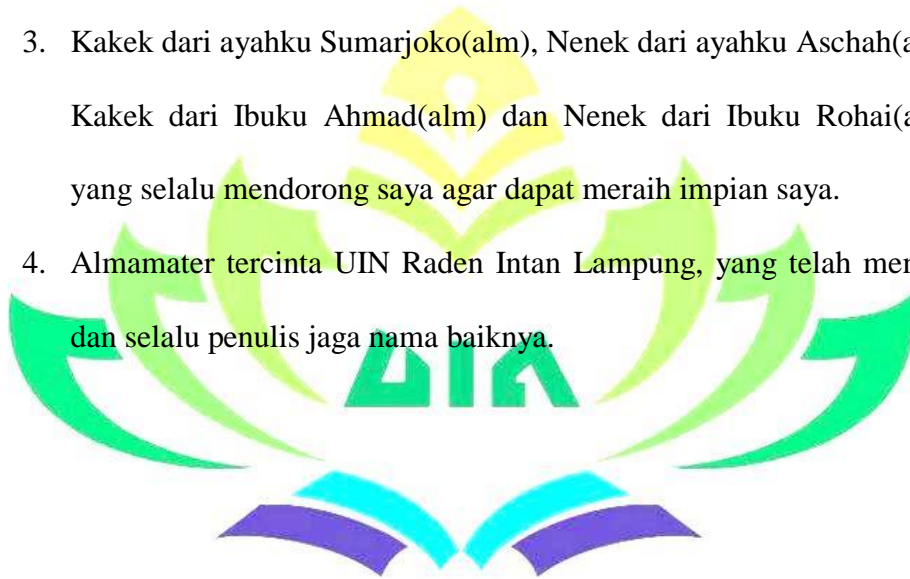 3. Kakek dari ayahku Sumarjoko(alm), Nenek dari ayahku Aschah(a
Kakek dari Ibuku Ahmad(alm) dan Nenek dari Ibuku Rohai(a
yang selalu mendorong saya agar dapat meraih impian saya.
4. Almamater tercinta UIN Raden Intan Lampung, yang telah mer
dan selalu penulis jaga nama baiknya.